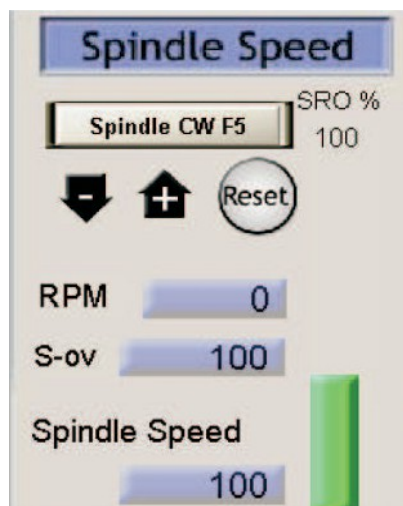 Spindle Speed
Spindle CW F5
SRO %
100
- + Reset
RPM 0
S-ov 100
Spindle Speed
100